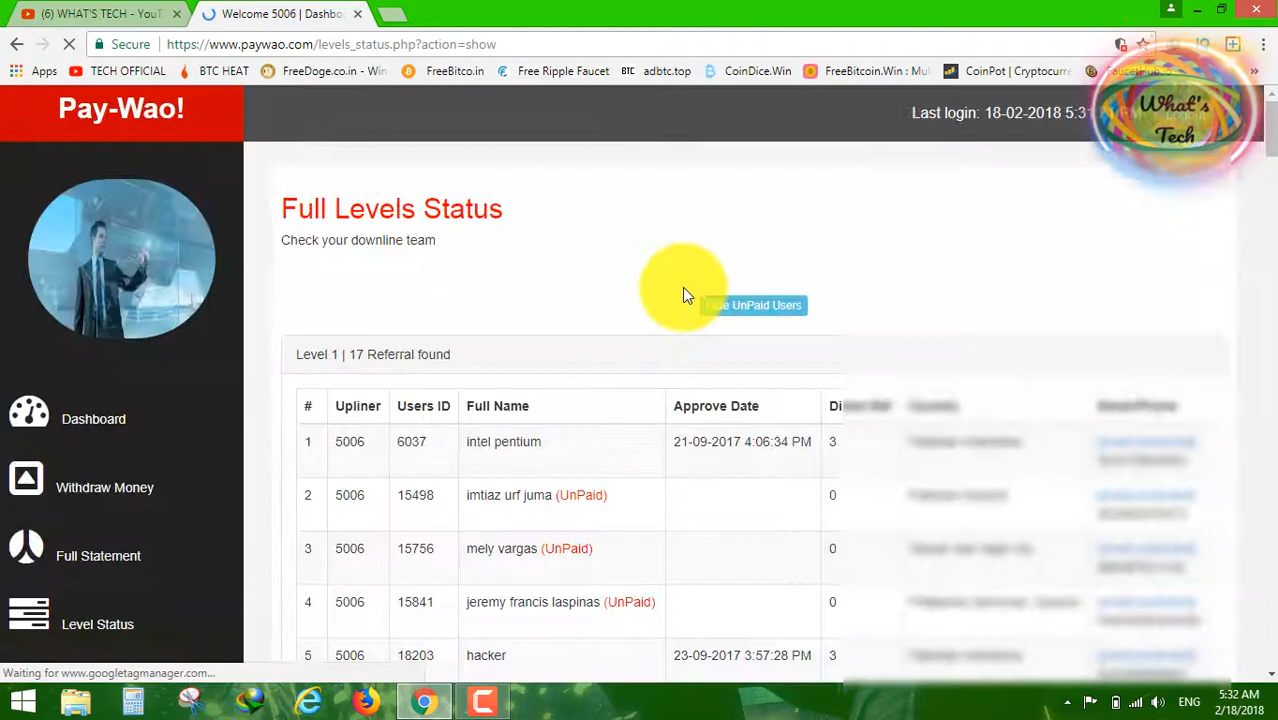 (6) WHAT'S TECH - YouT
Welcome 5006 | Dashbo
Secure
https://www.paywao.com/levels_status.php?action=show
Apps
TECH OFFICIAL
BTC HEAT
FreeDoge.co.in - Win
FreeBit.co.in
Free Ripple Faucet
BTC
adbtc.top
CoinDice.Win
FreeBitcoin.Win : Mul
CoinPot | Cryptocurre
Pay-Wao!
Last login: 18-02-2018 5:31
What's
Tech
Full Levels Status
Check your downline team
UnPaid Users
Level 1 | 17 Referral found
# Upliner Users ID Full Name Approve Date
1 5006 6037 intel pentium 21-09-2017 4:06:34 PM 3
2 5006 15498 imtiaz urf juma (UnPaid) 0
3 5006 15756 mely vargas (UnPaid) 0
4 5006 15841 jeremy francis laspinas (UnPaid) 0
5 5006 18203 hacker 23-09-2017 3:57:28 PM 3
Dashboard
Withdraw Money
Full Statement
Level Status
Waiting for www.googletagmanager.com...
ENG
5:32 AM
2/18/2018